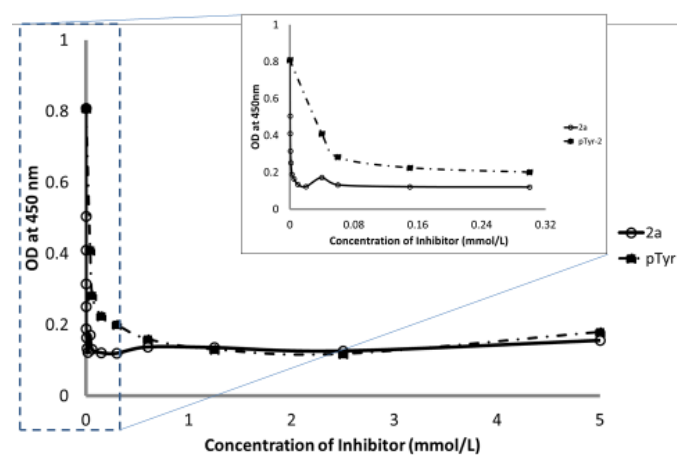 1
0.8
0.6
0.4
0.2
0
OD at 450 nm
0 1 2 3 4 5
Concentration of Inhibitor (mmol/L)
1
0.8
0.6
0.4
0.2
0
OD at 450nm
0 0.08 0.16 0.24 0.32
Concentration of Inhibitor (mmol/L)
2a
pTyr-2
2a
pTyr